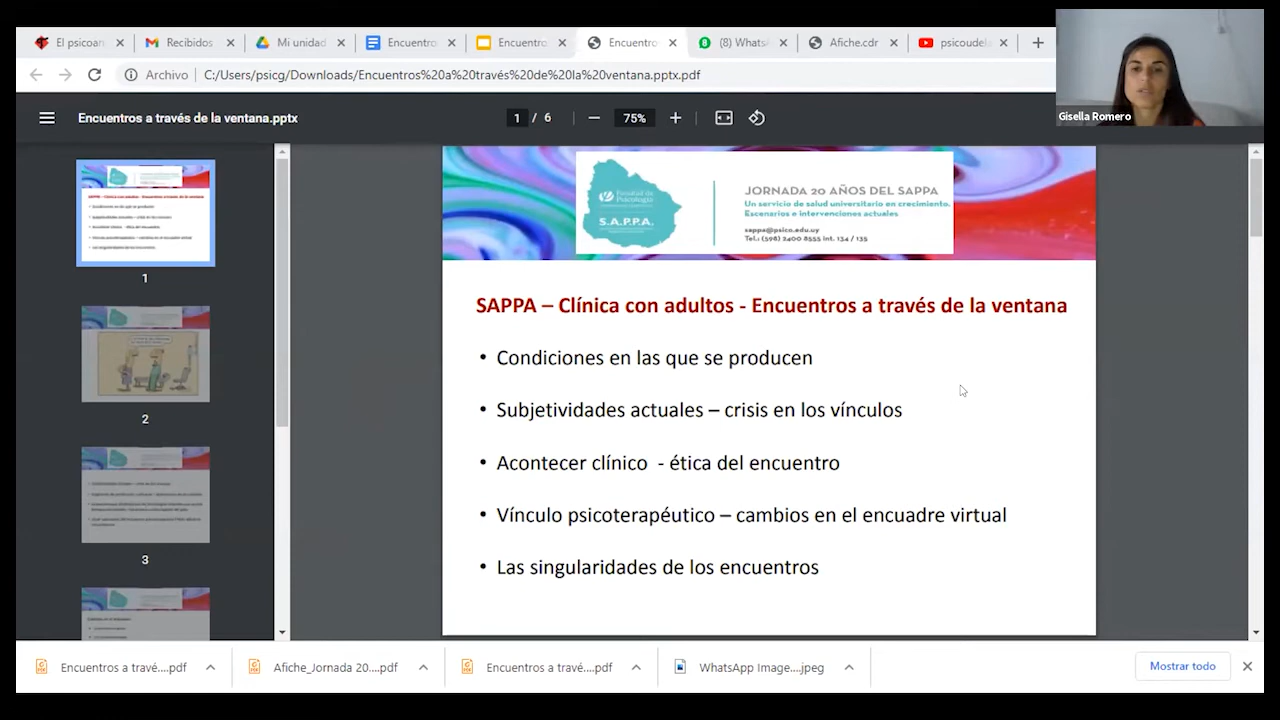 El psicoar
Recibidos
Mi unidad
Encuentro
Encuentro
Encuentro
(8) Whats
Afiche.cdr
psicoudela
Archivo
C:/Users/psicg/Downloads/Encuentros%20a%20través%20de%20la%20ventana.pptx.pdf
Gisella Romero
Encuentros a través de la ventana.pptx
1 / 6
75%
Facultad de
Psicología
S.A.P.P.A.
JORNADA 20 AÑOS DEL SAPPA
Un servicio de salud universitario en crecimiento.
Escenarios e intervenciones actuales
sappa@psico.edu.uy
Tel.: (598) 2400 8555 int. 134 / 135
SAPPA – Clínica con adultos - Encuentros a través de la ventana
• Condiciones en las que se producen
• Subjetividades actuales – crisis en los vínculos
• Acontecer clínico - ética del encuentro
• Vínculo psicoterapéutico – cambios en el encuadre virtual
• Las singularidades de los encuentros
1
2
3
Encuentros a travé....pdf
Afiche_Jornada 20....pdf
Encuentros a travé....pdf
WhatsApp Image....jpeg
Mostrar todo